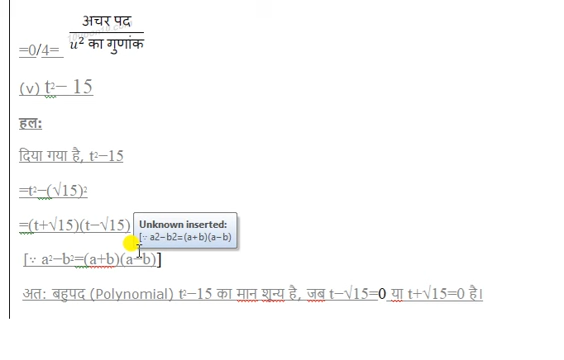 अचर पद
=0/4= u² का गुणांक
(v) t²− 15
हल:
दिया गया है, t²−15
=t²−(√15)²
=(t+√15)(t−√15)
Unknown inserted:
[∵ a2−b2=(a+b)(a−b)
[∵ a²−b²=(a+b)(a−b)]
अत: बहुपद (Polynomial) t²−15 का मान शून्य है, जब t−√15=0 या t+√15=0 है।